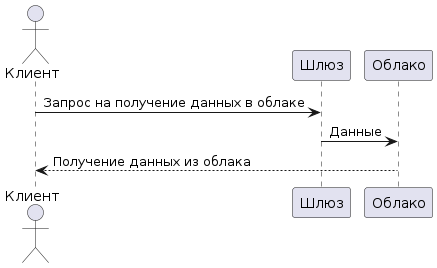 Клиент
Шлюз
Облако
Запрос на получение данных в облаке
Данные
Получение данных из облака
Клиент
Шлюз
Облако